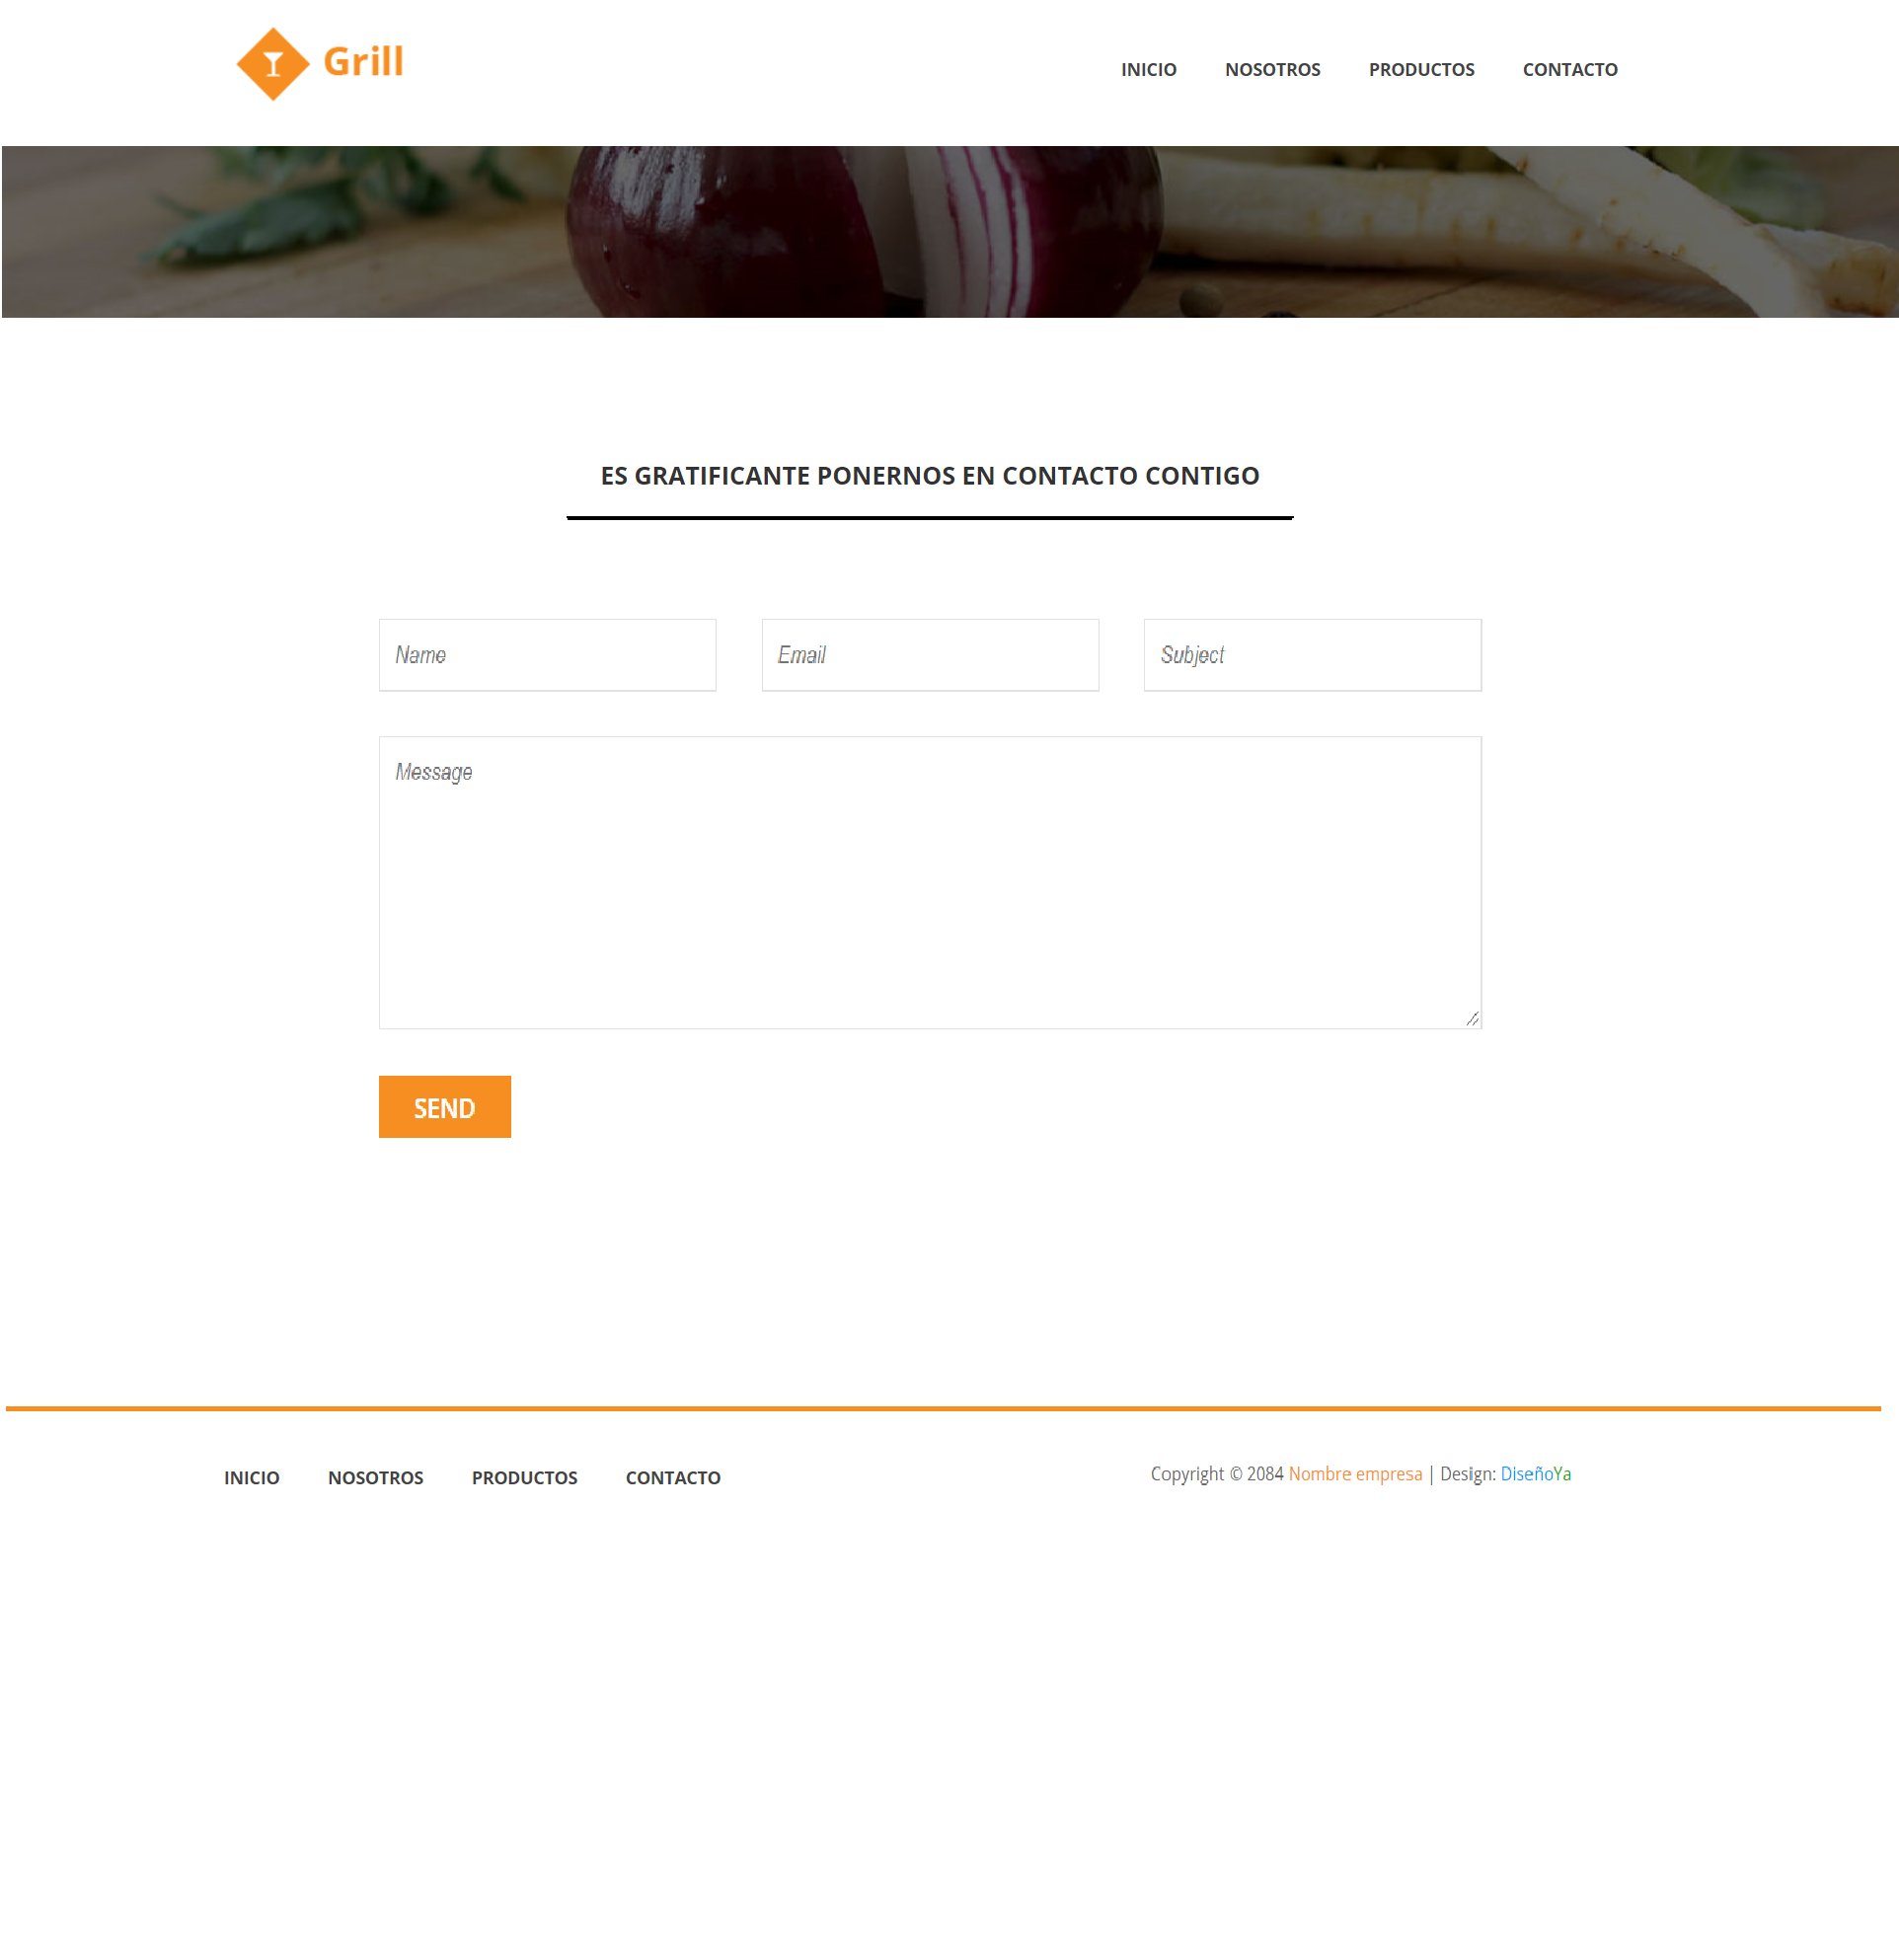 Grill
INICIO NOSOTROS PRODUCTOS CONTACTO
ES GRATIFICANTE PONERNOS EN CONTACTO CONTIGO
Name Email Subject
Message
SEND
INICIO NOSOTROS PRODUCTOS CONTACTO
Copyright © 2084 Nombre empresa | Design: DiseñoYa